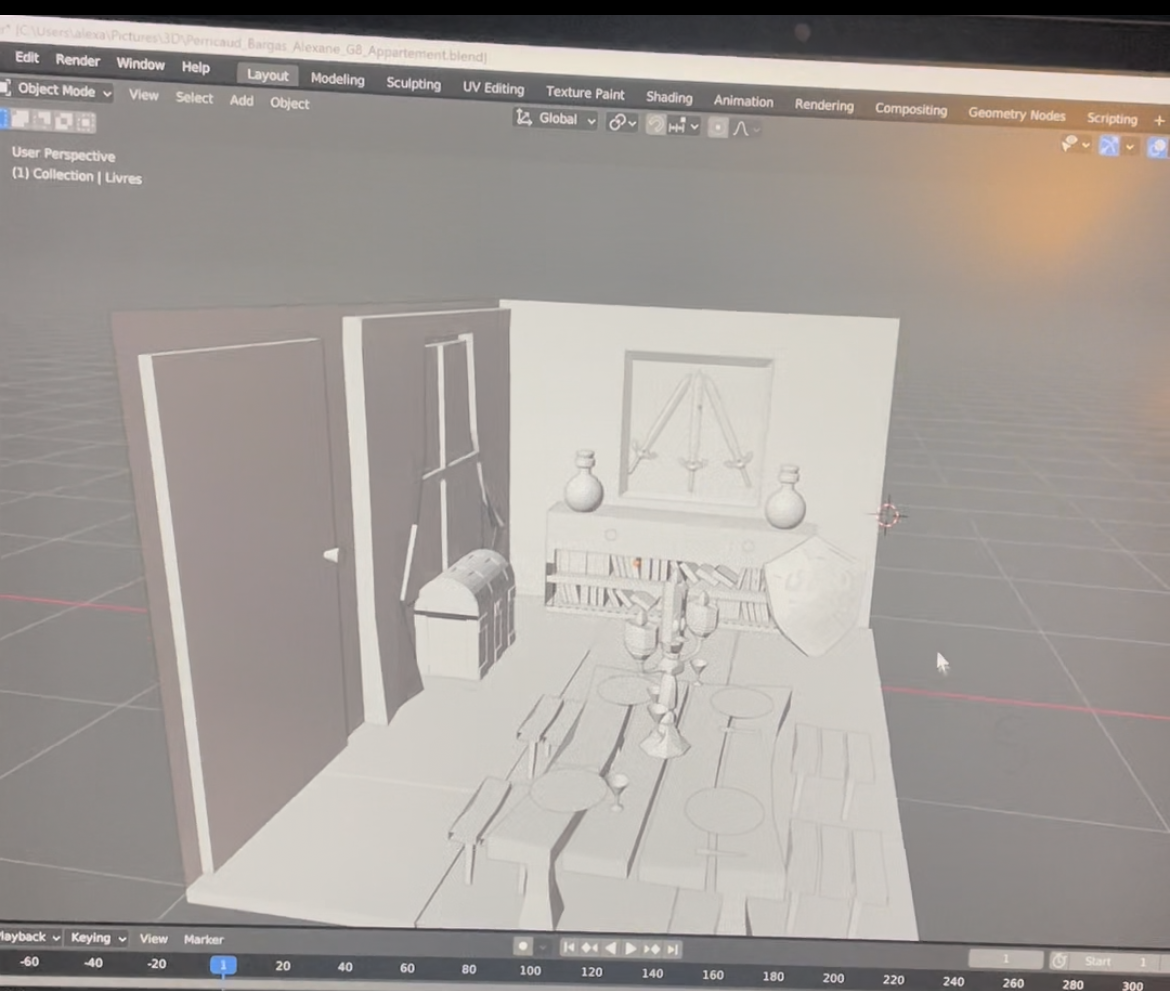 [C:\Users\alexa\Pictures\3D\Perricaud_Bargas_Alexane_G8_Appartement.blend]
Edit Render Window Help Layout Modeling Sculpting UV Editing Texture Paint Shading Animation Rendering Compositing Geometry Nodes Scripting +
Object Mode View Select Add Object Global
User Perspective
(1) Collection | Livres
Playback Keying View Marker 1 Start 1
-60 -40 -20 1 20 40 60 80 100 120 140 160 180 200 220 240 260 280 300